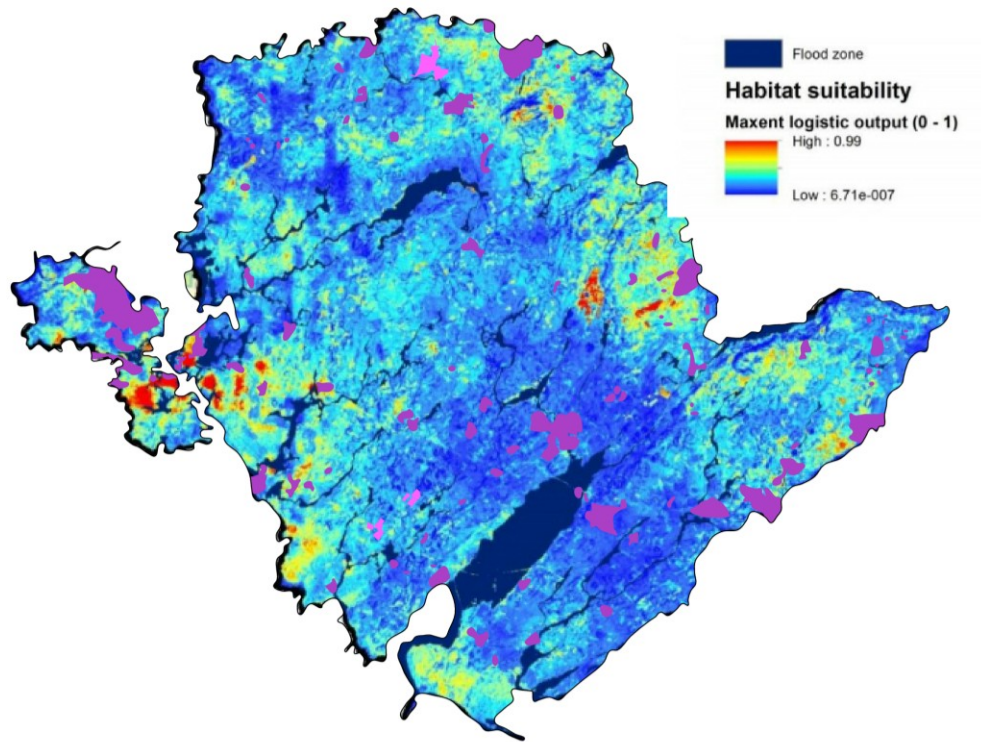 Flood zone
Habitat suitability
Maxent logistic output (0 - 1)
High : 0.99
Low : 6.71e-007